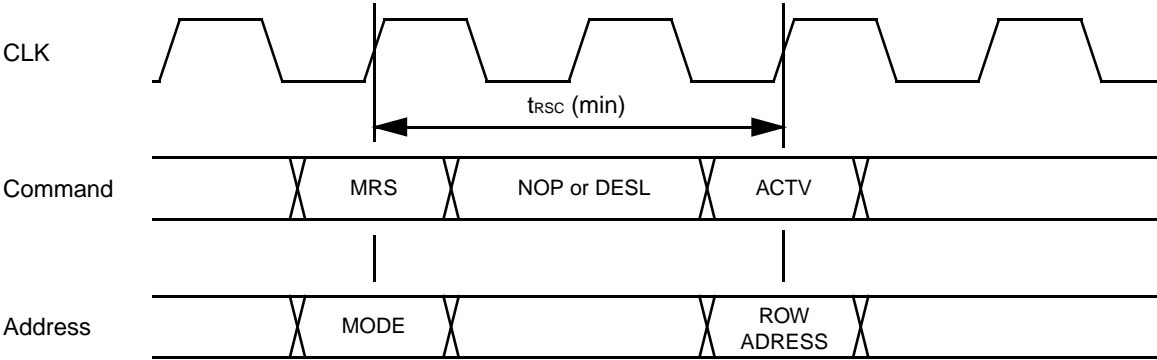 CLK
tRSC (min)
Command
MRS
NOP or DESL
ACTV
Address
MODE
ROW
ADRESS